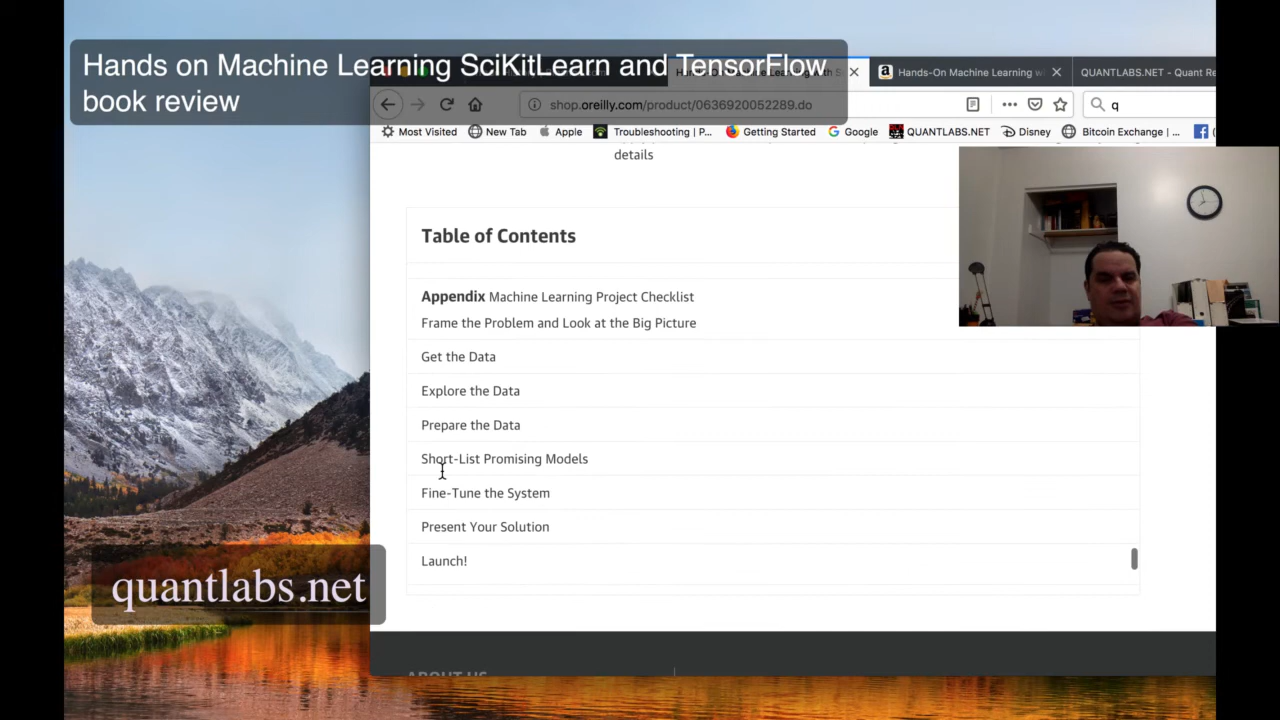 Hands on Machine Learning SciKitLearn and TensorFlow
book review
Hands-On Machine Learning w
QUANTLABS.NET - Quant Re
shop.oreilly.com/product/0636920052289.do
q
Most Visited
New Tab
Apple
Troubleshooting | P...
Getting Started
Google
QUANTLABS.NET
Disney
Bitcoin Exchange | ...
details
Table of Contents
Appendix Machine Learning Project Checklist
Frame the Problem and Look at the Big Picture
Get the Data
Explore the Data
Prepare the Data
Short-List Promising Models
Fine-Tune the System
Present Your Solution
Launch!
quantlabs.net
ABOUT US